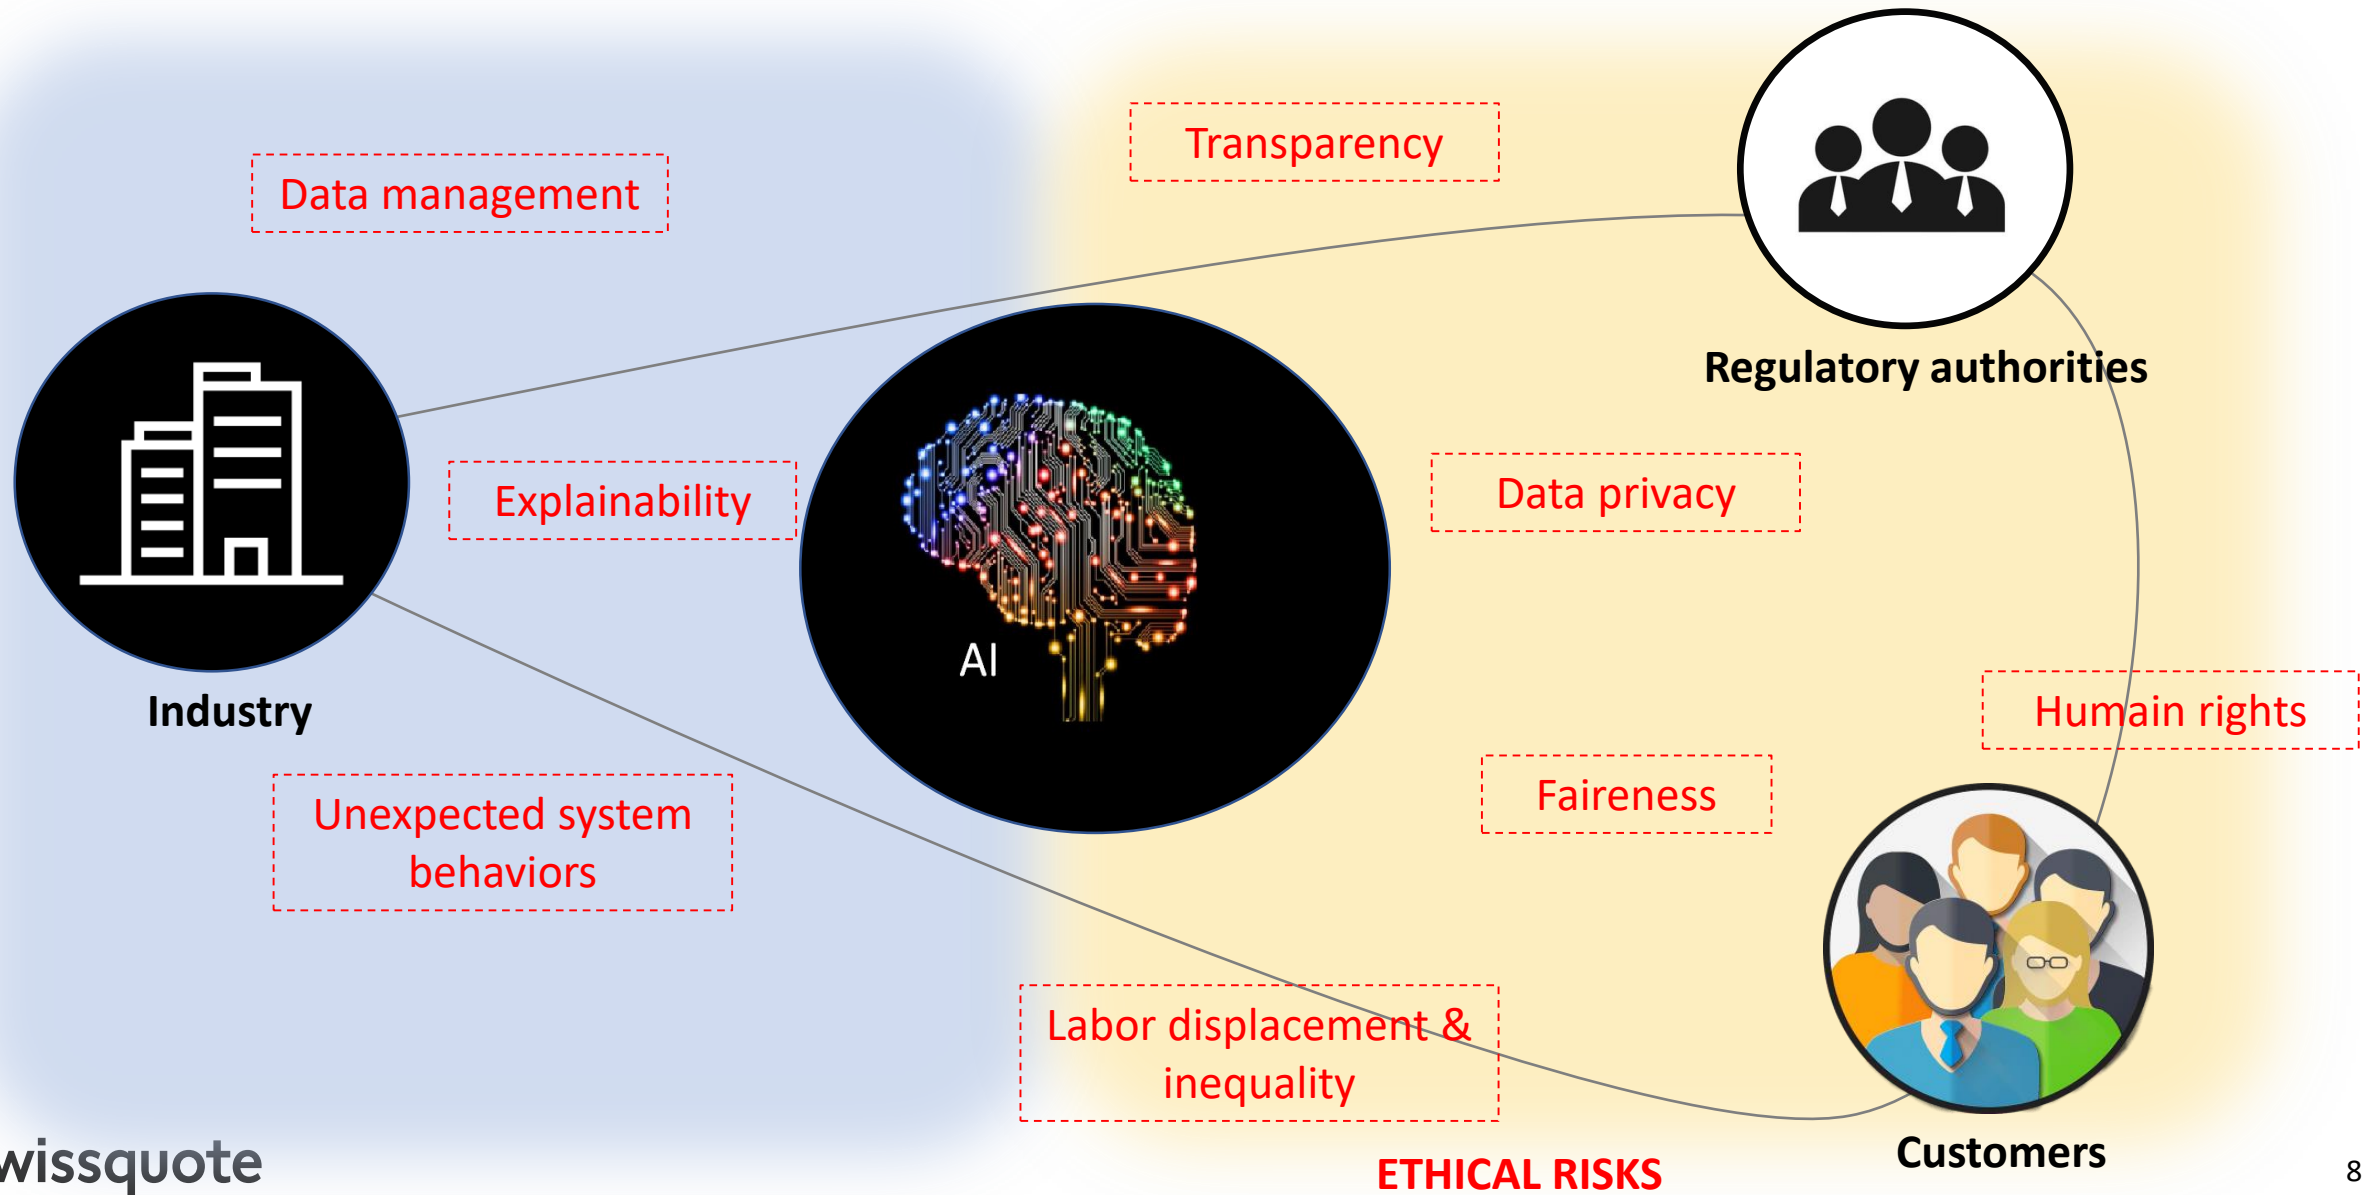 Transparency
Data management
Regulatory authorities
Explainability
Data privacy
AI
Industry
Humain rights
Unexpected system
behaviors
Faireness
Labor displacement &
inequality
wissquote
ETHICAL RISKS
Customers
8